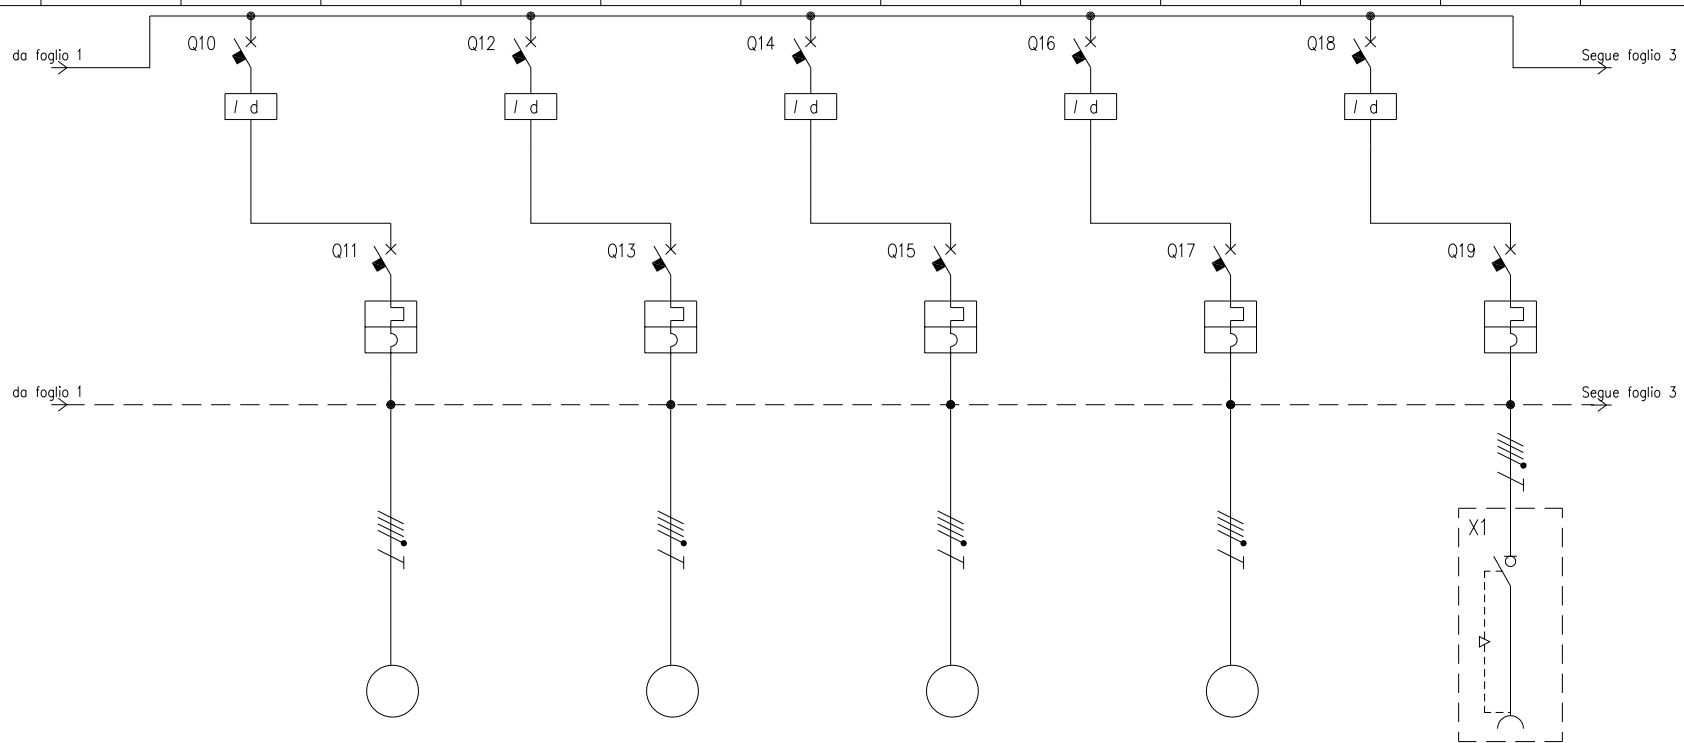 Q10
Q12
Q14
Q16
Q18
da foglio 1
Segue foglio 3
I d
I d
I d
I d
I d
Q11
Q13
Q15
Q17
Q19
da foglio 1
Segue foglio 3
X1